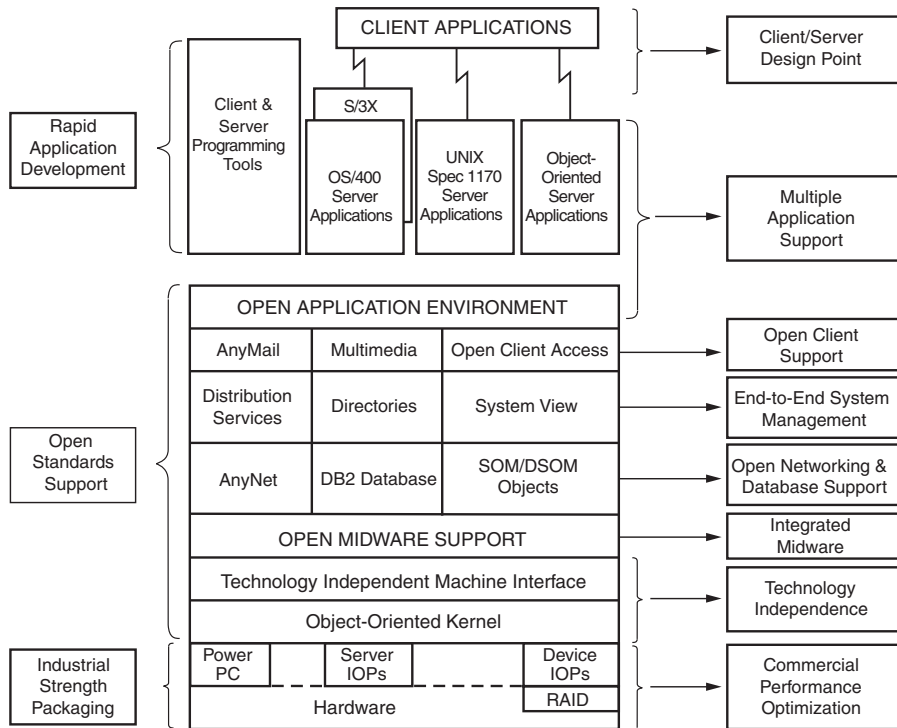 CLIENT APPLICATIONS
Client/Server
Design Point
Rapid
Application
Development
Client &
Server
Programming
Tools
S/3X
OS/400
Server
Applications
UNIX
Spec 1170
Server
Applications
Object-
Oriented
Server
Applications
Multiple
Application
Support
Open
Standards
Support
OPEN APPLICATION ENVIRONMENT
AnyMail
Multimedia
Open Client Access
Open Client
Support
Distribution
Services
Directories
System View
End-to-End System
Management
AnyNet
DB2 Database
SOM/DSOM
Objects
Open Networking &
Database Support
OPEN MIDWARE SUPPORT
Integrated
Midware
Technology Independent Machine Interface
Object-Oriented Kernel
Technology
Independence
Industrial
Strength
Packaging
Power
PC
Server
IOPs
Device
IOPs
RAID
Hardware
Commercial
Performance
Optimization